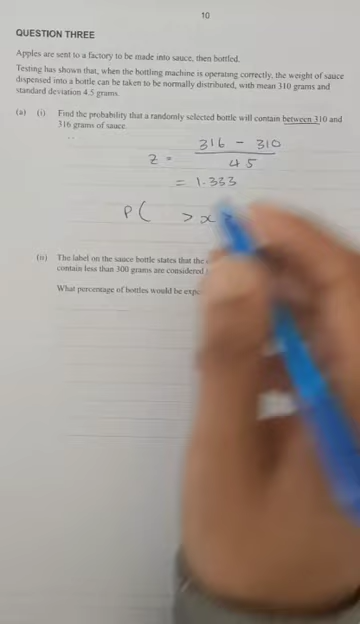 10
QUESTION THREE
Apples are sent to a factory to be made into sauce, then bottled.
Testing has shown that, when the bottling machine is operating correctly, the weight of sauce
dispensed into a bottle can be taken to be normally distributed, with mean 310 grams and
standard deviation 4.5 grams.
(a) (i) Find the probability that a randomly selected bottle will contain between 310 and
316 grams of sauce.
316 - 310
z =
4.5
= 1.333
P( > x >
(ii) The label on the sauce bottle states that the
contain less than 300 grams are considered
What percentage of bottles would be